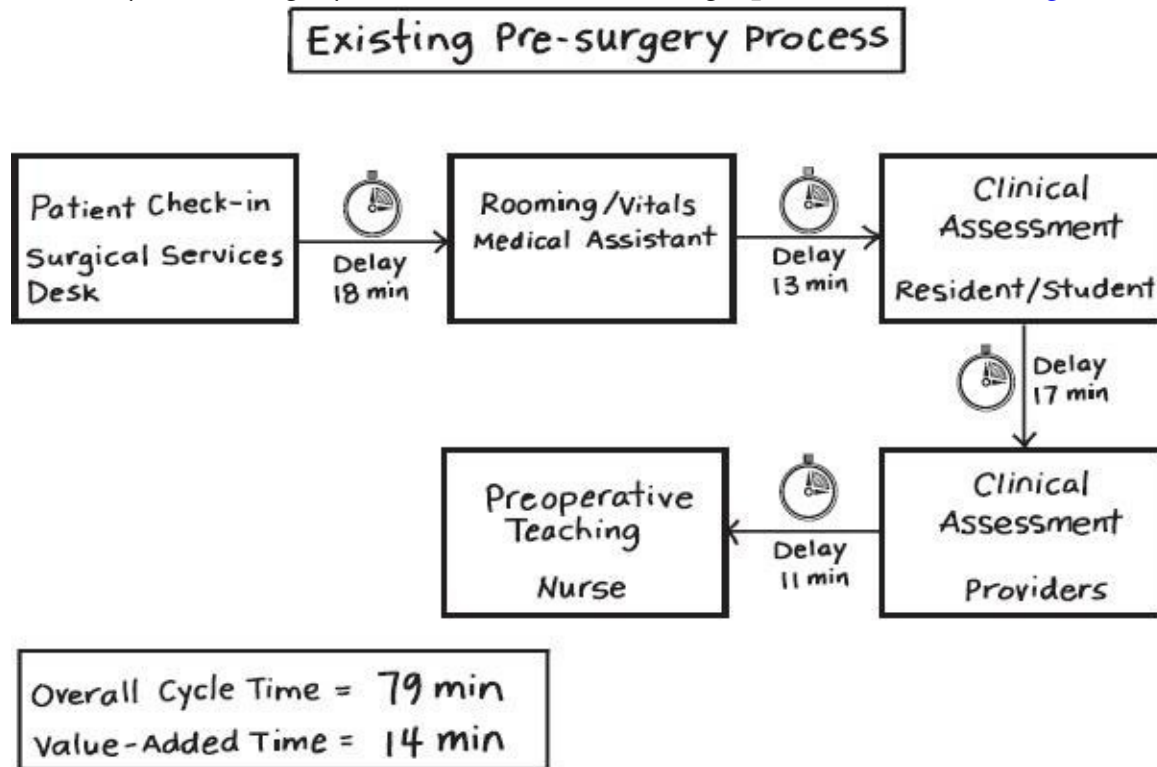 Existing Pre-surgery Process
Patient Check-in
Surgical Services
Desk
Delay
18 min
Rooming/Vitals
Medical Assistant
Delay
13 min
Clinical
Assessment
Resident/Student
Delay
17 min
Clinical
Assessment
Providers
Delay
11 min
Preoperative
Teaching
Nurse
Overall Cycle Time = 79 min
Value-Added Time = 14 min